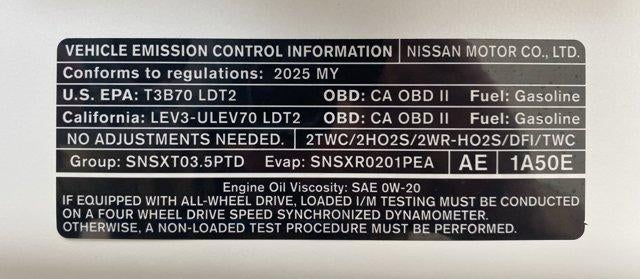 VEHICLE EMISSION CONTROL INFORMATION NISSAN MOTOR CO., LTD.
Conforms to regulations: 2025 MY
U.S. EPA: T3B70 LDT2 OBD: CA OBD II Fuel: Gasoline
California: LEV3-ULEV70 LDT2 OBD: CA OBD II Fuel: Gasoline
NO ADJUSTMENTS NEEDED. 2TWC/2HO2S/2WR-HO2S/DFI/TWC
Group: SNSXT03.5PTD Evap: SNSXR0201PEA AE 1A50E
Engine Oil Viscosity: SAE 0W-20
IF EQUIPPED WITH ALL-WHEEL DRIVE, LOADED I/M TESTING MUST BE CONDUCTED
ON A FOUR WHEEL DRIVE SPEED SYNCHRONIZED DYNAMOMETER.
OTHERWISE, A NON-LOADED TEST PROCEDURE MUST BE PERFORMED.